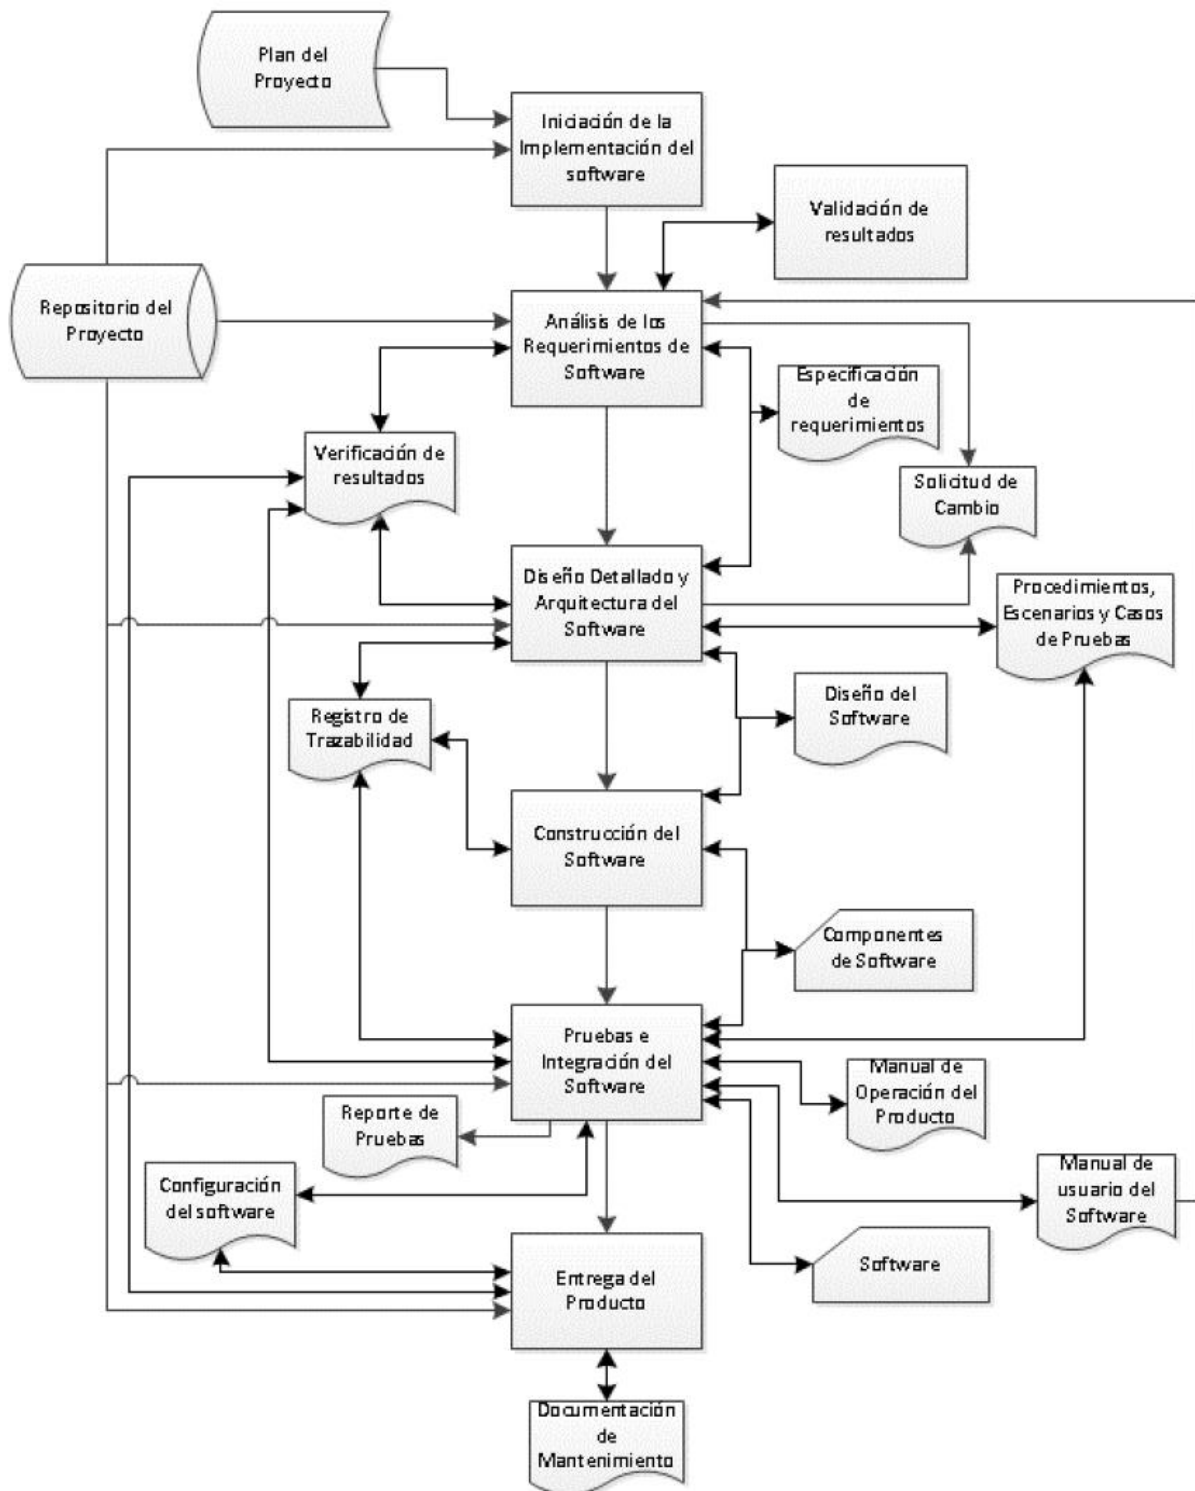 Plan del
Proyecto
Iniciación de la
Implementación del
software
Validación de
resultados
Repositorio del
Proyecto
Análisis de los
Requerimientos de
Software
Especificación
de
requerimientos
Verificación de
resultados
Solicitud de
Cambio
Diseño Detallado y
Arquitectura del
Software
Procedimientos,
Escenarios y Casos
de Pruebas
Registro de
Trazabilidad
Diseño del
Software
Construcción del
Software
Componentes
de Software
Pruebas e
Integración del
Software
Manual de
Operación del
Producto
Reporte de
Pruebas
Configuración
del software
Manual de
usuario del
Software
Software
Entrega del
Producto
Documentación
de
Mantenimiento